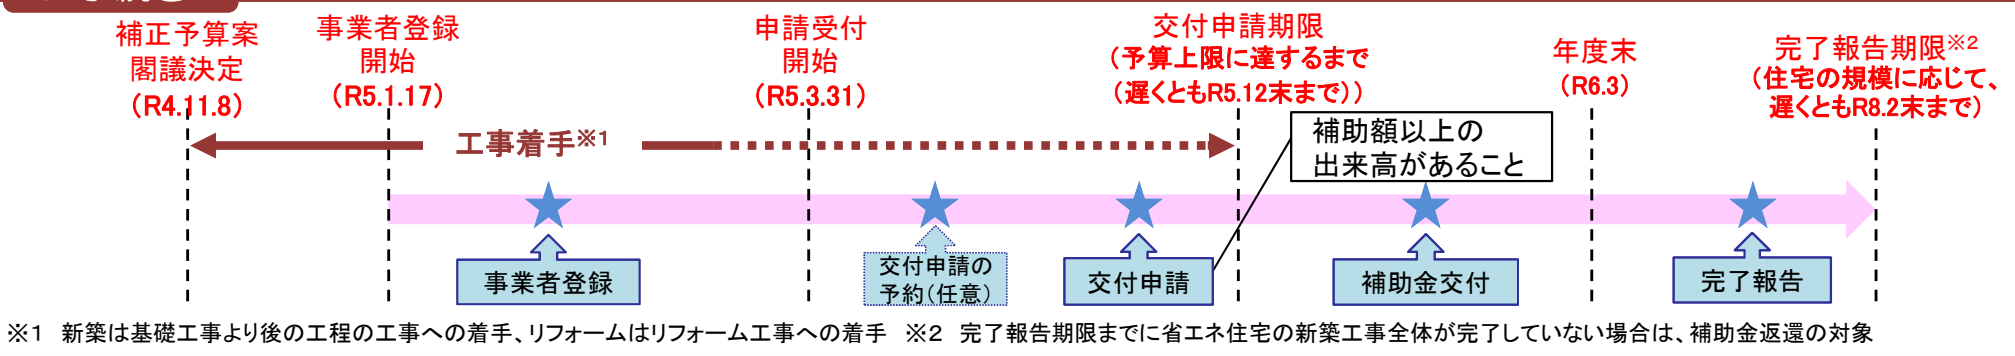 補正予算案
閣議決定
(R4.11.8)
事業者登録
開始
(R5.1.17)
申請受付
開始
(R5.3.31)
交付申請期限
(予算上限に達するまで
(遅くともR5.12末まで))
年度末
(R6.3)
完了報告期限※2
(住宅の規模に応じて、
遅くともR8.2末まで)
工事着手※1
補助額以上の
出来高があること
事業者登録
交付申請の
予約(任意)
交付申請
補助金交付
完了報告
※1 新築は基礎工事より後の工程の工事への着手、リフォームはリフォーム工事への着手 ※2 完了報告期限までに省エネ住宅の新築工事全体が完了していない場合は、補助金返還の対象